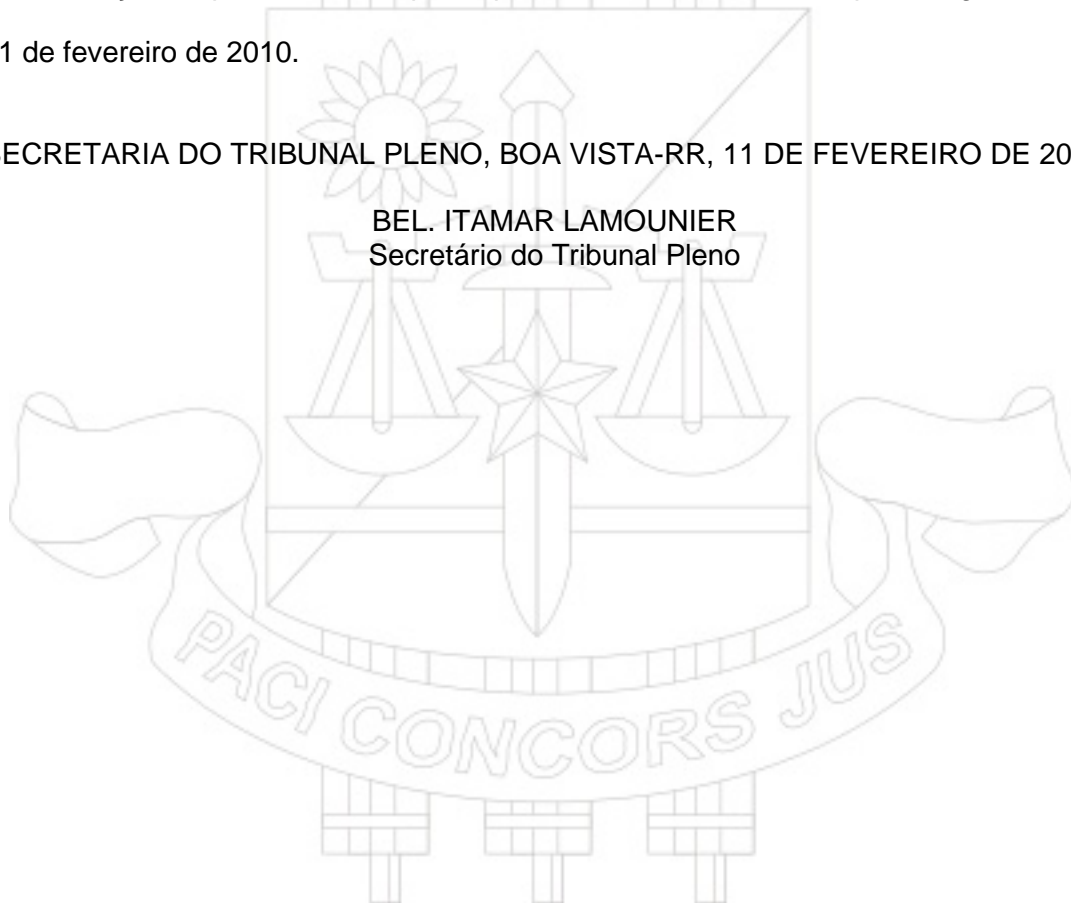 1 de fevereiro de 2010.
SECRETARIA DO TRIBUNAL PLENO, BOA VISTA-RR, 11 DE FEVEREIRO DE 20
BEL. ITAMAR LAMOUNIER
Secretário do Tribunal Pleno
PACI CONCORS JUS